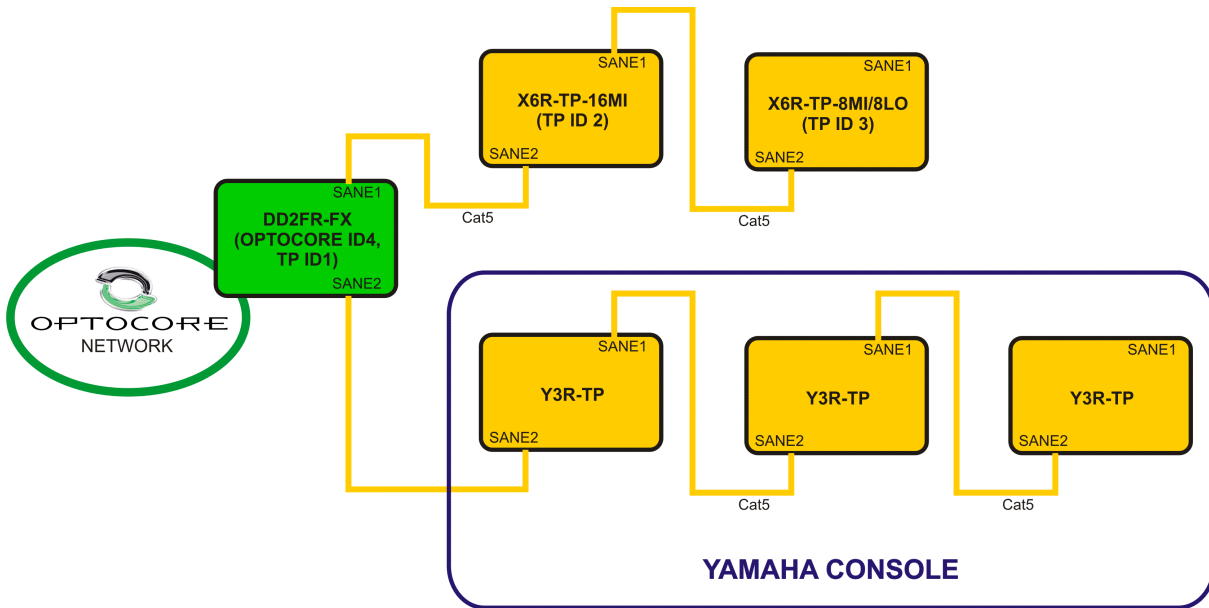 SANE1
X6R-TP-16MI
(TP ID 2)
SANE2
SANE1
X6R-TP-8MI/8LO
(TP ID 3)
SANE2
Cat5
Cat5
SANE1
DD2FR-FX
(OPTOCORE ID4,
TP ID1)
SANE2
OPTOCORE
NETWORK
SANE1
Y3R-TP
SANE2
SANE1
Y3R-TP
SANE2
SANE1
Y3R-TP
SANE2
Cat5
Cat5
YAMAHA CONSOLE